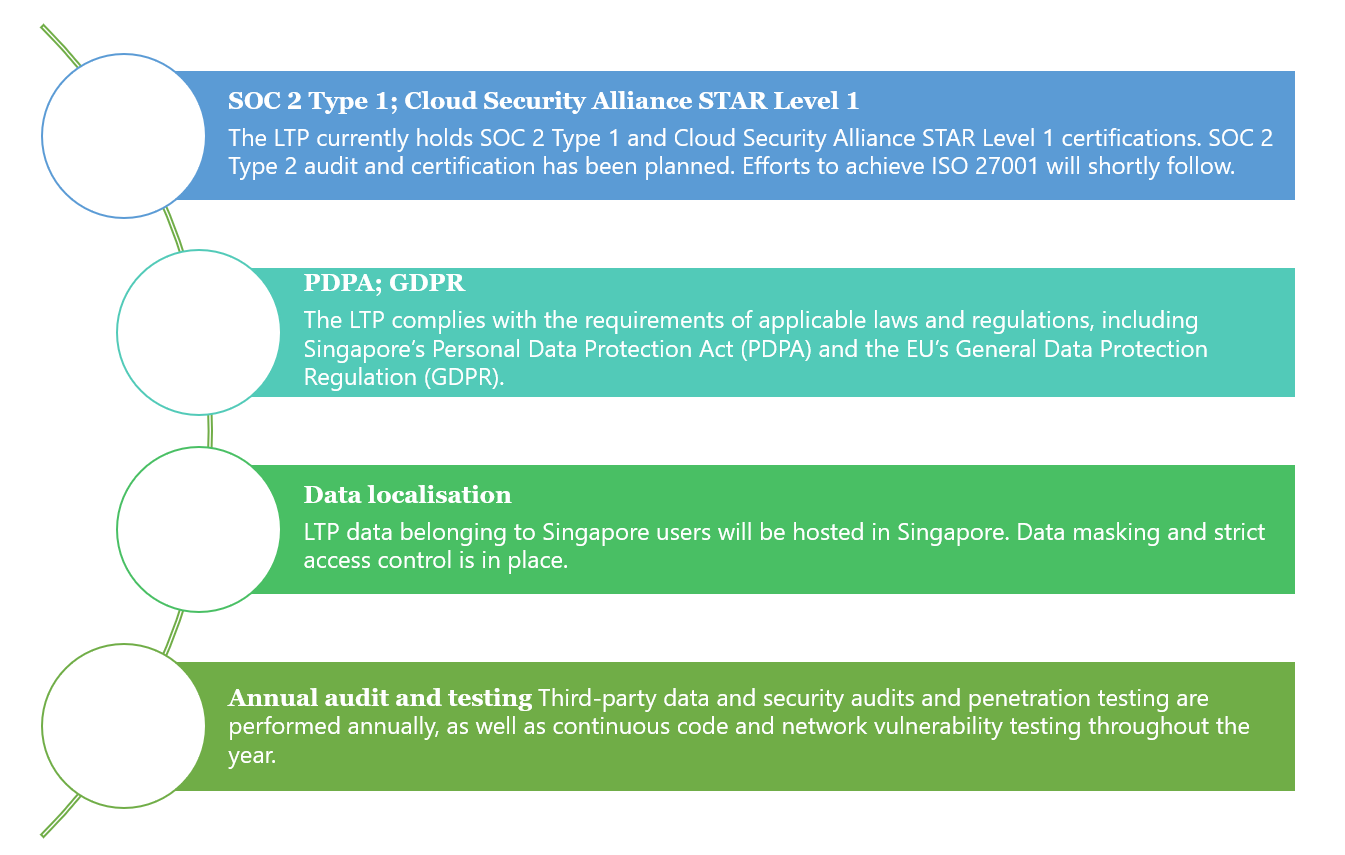 SOC 2 Type 1; Cloud Security Alliance STAR Level 1
The LTP currently holds SOC 2 Type 1 and Cloud Security Alliance STAR Level 1 certifications. SOC 2
Type 2 audit and certification has been planned. Efforts to achieve ISO 27001 will shortly follow.
PDPA; GDPR
The LTP complies with the requirements of applicable laws and regulations, including
Singapore’s Personal Data Protection Act (PDPA) and the EU’s General Data Protection
Regulation (GDPR).
Data localisation
LTP data belonging to Singapore users will be hosted in Singapore. Data masking and strict
access control is in place.
Annual audit and testing Third-party data and security audits and penetration testing are
performed annually, as well as continuous code and network vulnerability testing throughout the
year.